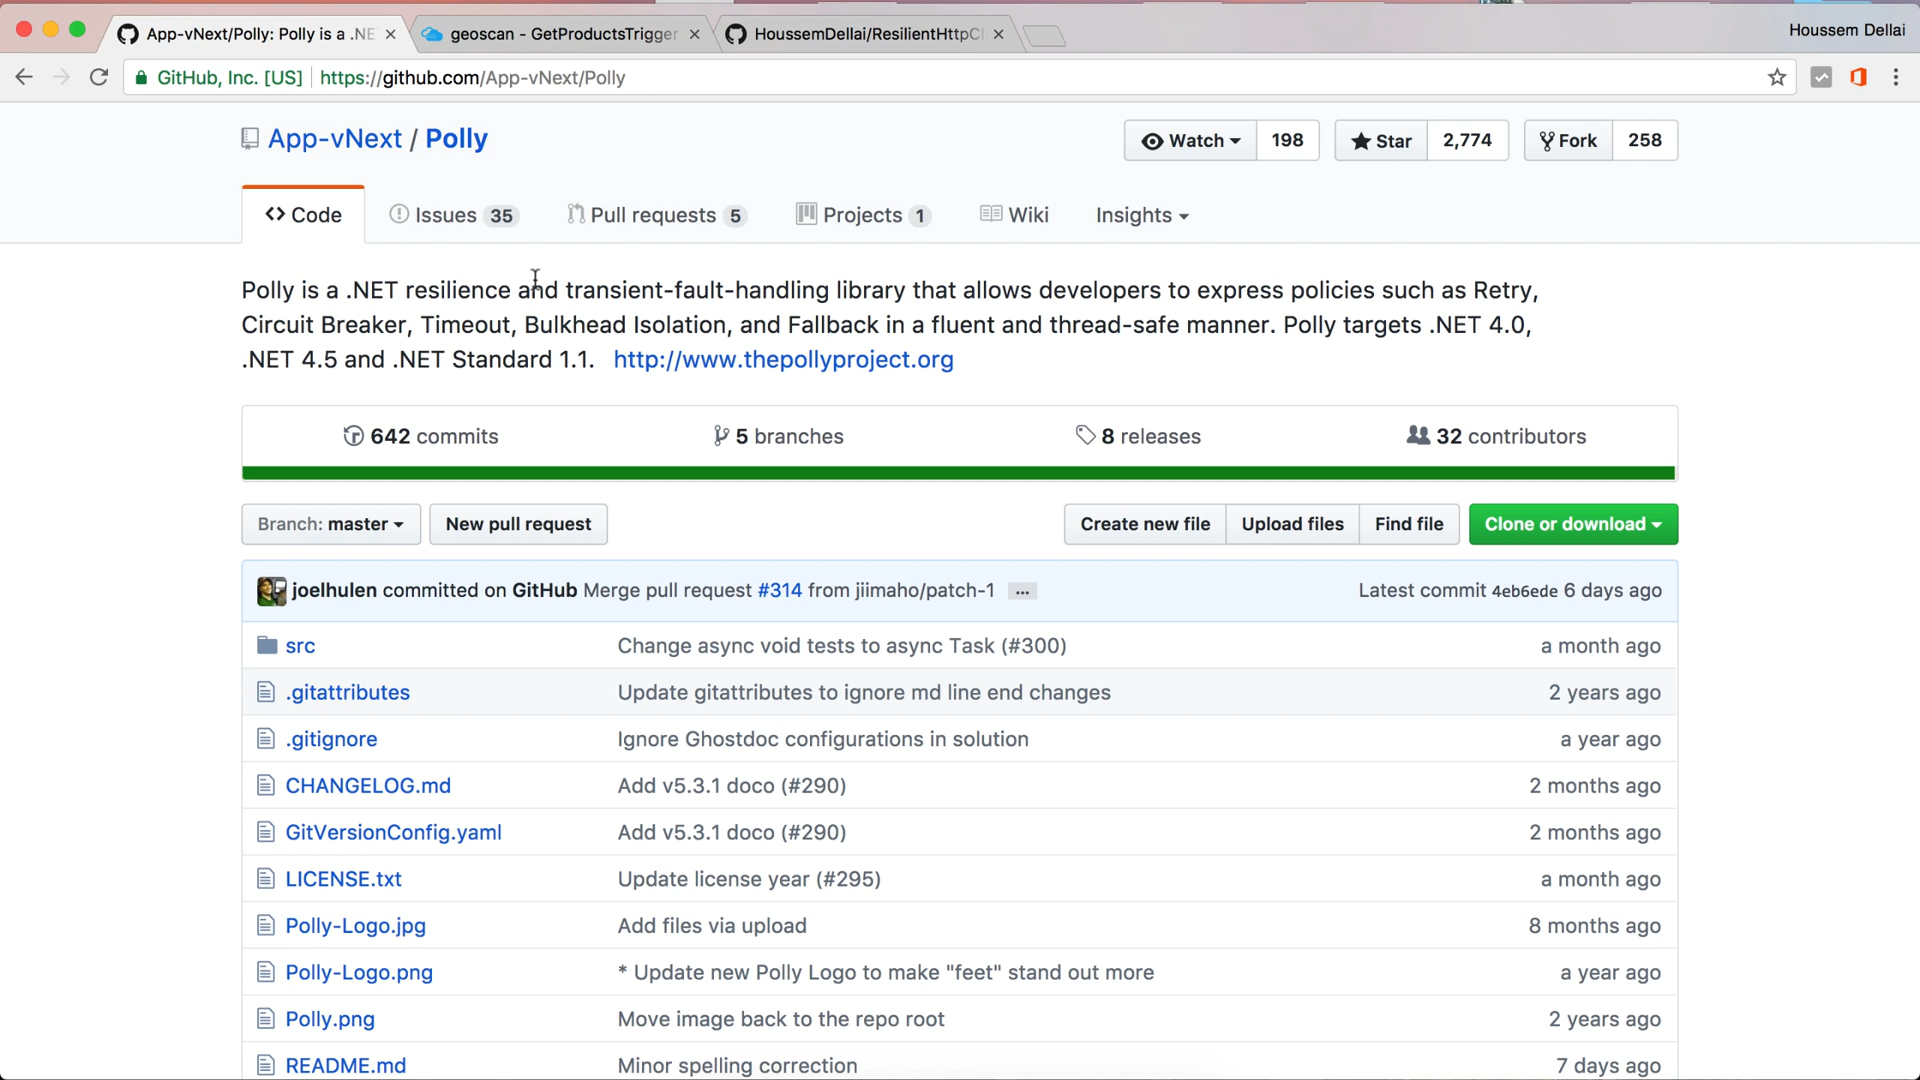 App-vNext/Polly: Polly is a .NE
geoscan - GetProductsTrigger
HoussemDellai/ResilientHttpCl
Houssem Dellai
GitHub, Inc. [US] https://github.com/App-vNext/Polly
App-vNext / Polly
Watch 198
Star 2,774
Fork 258
Code
Issues 35
Pull requests 5
Projects 1
Wiki
Insights
Polly is a .NET resilience and transient-fault-handling library that allows developers to express policies such as Retry,
Circuit Breaker, Timeout, Bulkhead Isolation, and Fallback in a fluent and thread-safe manner. Polly targets .NET 4.0,
.NET 4.5 and .NET Standard 1.1. http://www.thepollyproject.org
642 commits
5 branches
8 releases
32 contributors
Branch: master
New pull request
Create new file
Upload files
Find file
Clone or download
joelhulen committed on GitHub Merge pull request #314 from jiimaho/patch-1 ... Latest commit 4eb6ede 6 days ago
src Change async void tests to async Task (#300) a month ago
.gitattributes Update gitattributes to ignore md line end changes 2 years ago
.gitignore Ignore Ghostdoc configurations in solution a year ago
CHANGELOG.md Add v5.3.1 doco (#290) 2 months ago
GitVersionConfig.yaml Add v5.3.1 doco (#290) 2 months ago
LICENSE.txt Update license year (#295) a month ago
Polly-Logo.jpg Add files via upload 8 months ago
Polly-Logo.png * Update new Polly Logo to make "feet" stand out more a year ago
Polly.png Move image back to the repo root 2 years ago
README.md Minor spelling correction 7 days ago